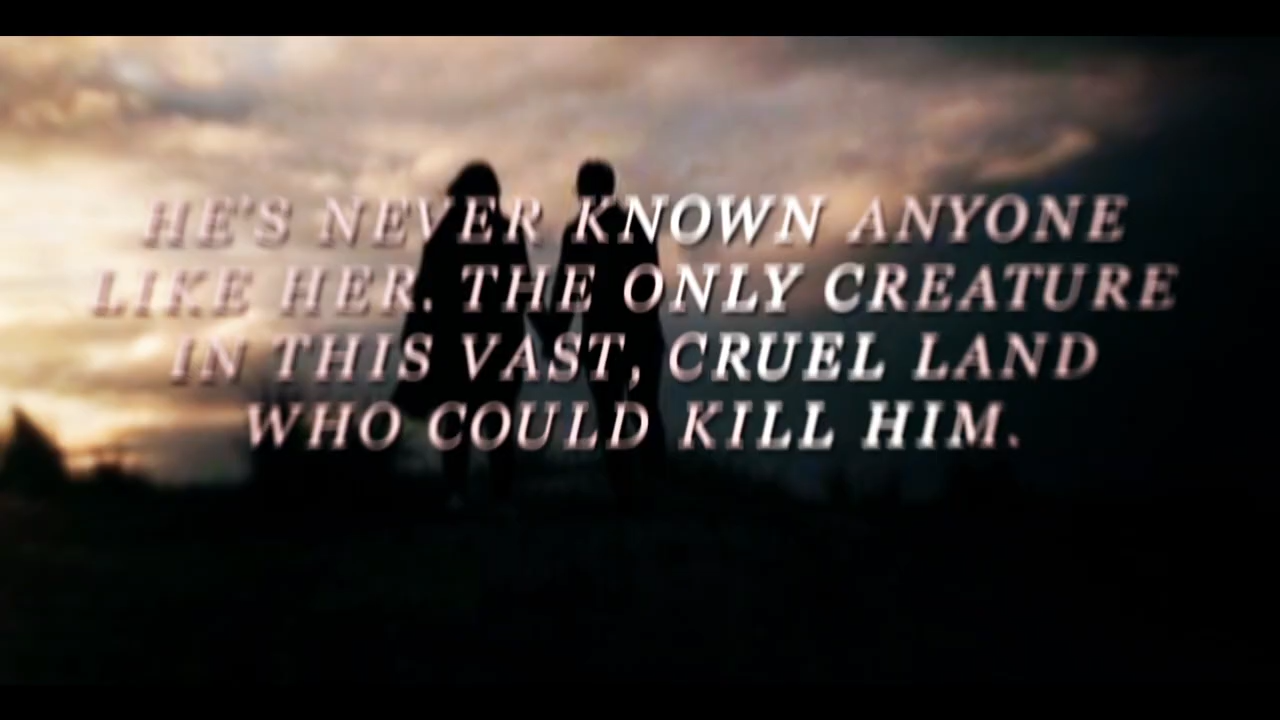 HE'S NEVER KNOWN ANYONE
LIKE HER. THE ONLY CREATURE
IN THIS VAST, CRUEL LAND
WHO COULD KILL HIM.